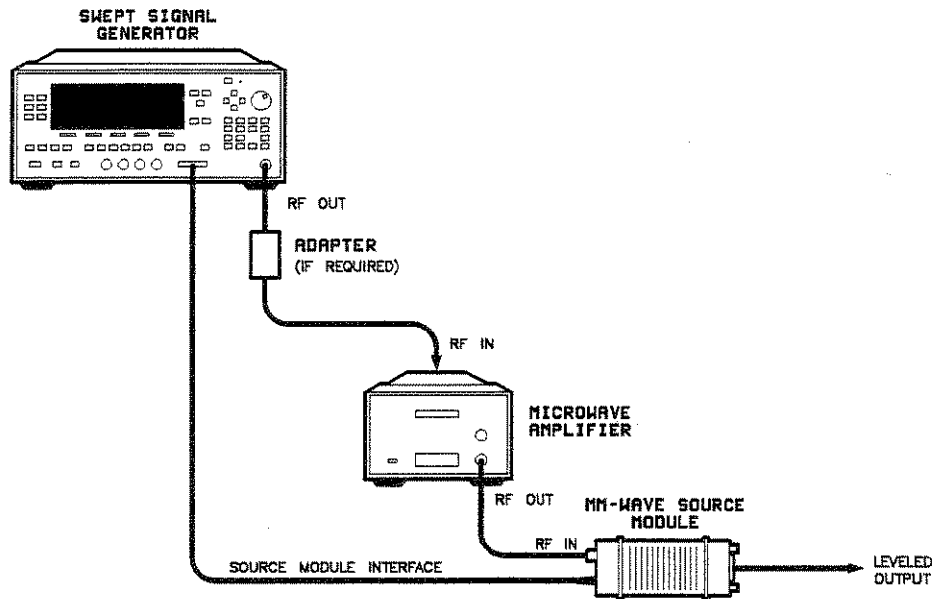 SWEPT SIGNAL
GENERATOR
RF OUT
ADAPTER
(IF REQUIRED)
RF IN
MICROWAVE
AMPLIFIER
RF OUT
MM-WAVE SOURCE
MODULE
RF IN
SOURCE MODULE INTERFACE
LEVELED
OUTPUT